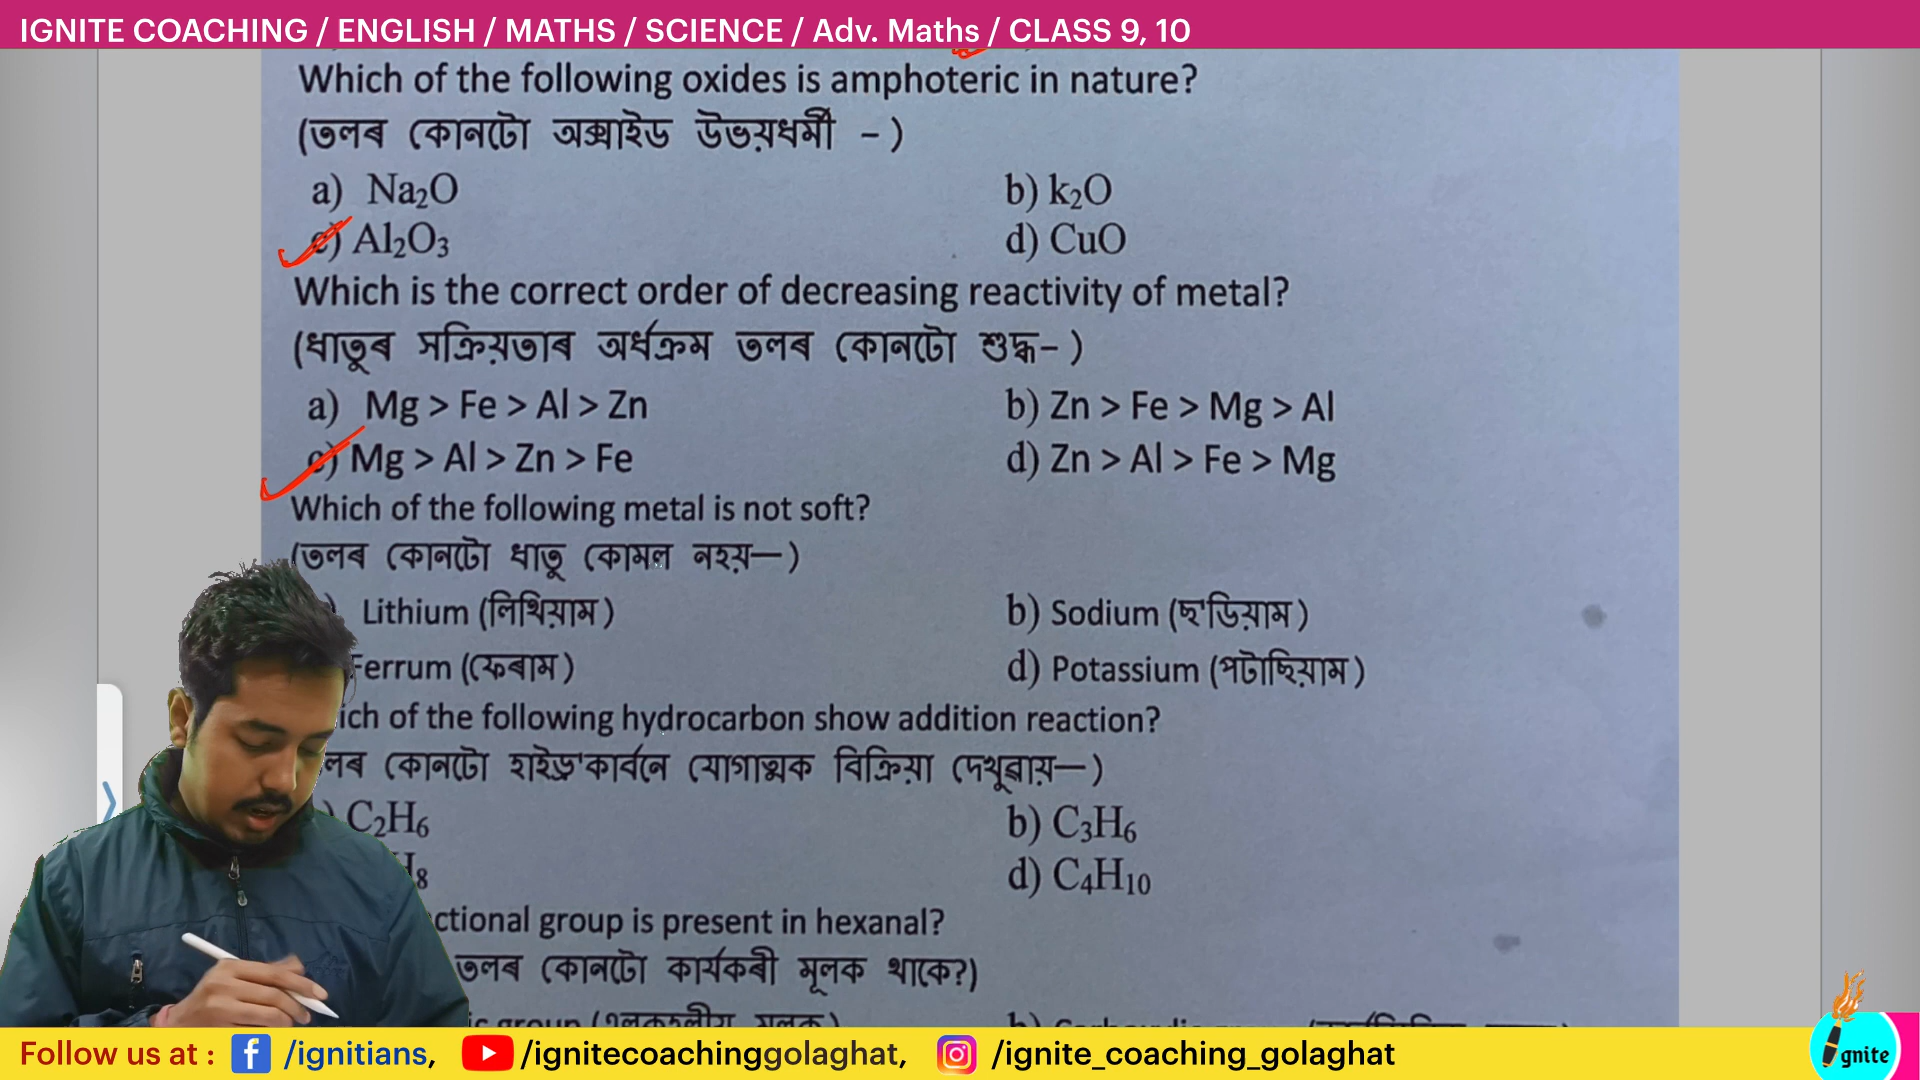 IGNITE COACHING / ENGLISH / MATHS / SCIENCE / Adv. Maths / CLASS 9, 10
Which of the following oxides is amphoteric in nature?
(তলৰ কোনটো অক্সাইড উভয়ধৰ্মী - )
a) Na₂O b) k₂O
c) Al₂O₃ d) CuO
Which is the correct order of decreasing reactivity of metal?
(ধাতুৰ সক্ৰিয়তাৰ অৰ্ধক্ৰম তলৰ কোনটো শুদ্ধ- )
a) Mg > Fe > Al > Zn b) Zn > Fe > Mg > Al
c) Mg > Al > Zn > Fe d) Zn > Al > Fe > Mg
Which of the following metal is not soft?
(তলৰ কোনটো ধাতু কোমল নহয়— )
Lithium (লিথিয়াম ) b) Sodium (ছ'ডিয়াম )
Ferrum (ফেৰাম ) d) Potassium (পটাছিয়াম )
of the following hydrocarbon show addition reaction?
কোনটো হাইড্ৰ'কাৰ্বনে যোগাত্মক বিক্ৰিয়া দেখুৱায়— )
C₂H₆ b) C₃H₆
d) C₄H₁₀
group is present in hexanal?
তলৰ কোনটো কাৰ্যকৰী মূলক থাকে?)
Follow us at : /ignitians, /ignitecoachinggolaghat, /ignite_coaching_golaghat
gnite